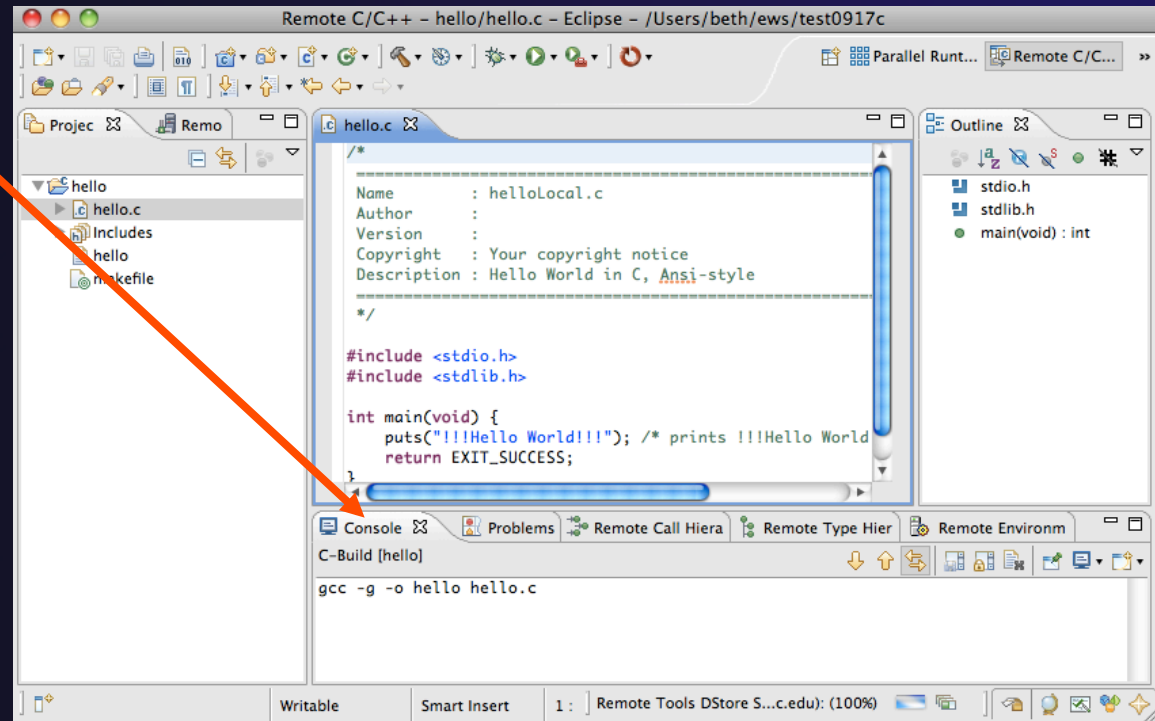 Remote C/C++ – hello/hello.c – Eclipse – /Users/beth/ews/test0917c
Parallel Runt... Remote C/C... »
Projec Remo
hello
hello.c
Includes
hello
makefile
hello.c
/*
============================================================
Name : helloLocal.c
Author :
Version :
Copyright : Your copyright notice
Description : Hello World in C, Ansi-style
============================================================
*/
#include <stdio.h>
#include <stdlib.h>
int main(void) {
puts("!!!Hello World!!!"); /* prints !!!Hello World
return EXIT_SUCCESS;
}
Outline
stdio.h
stdlib.h
main(void) : int
Console Problems Remote Call Hiera Remote Type Hier Remote Environm
C-Build [hello]
gcc -g -o hello hello.c
Writable Smart Insert 1 : Remote Tools DStore S...c.edu): (100%)